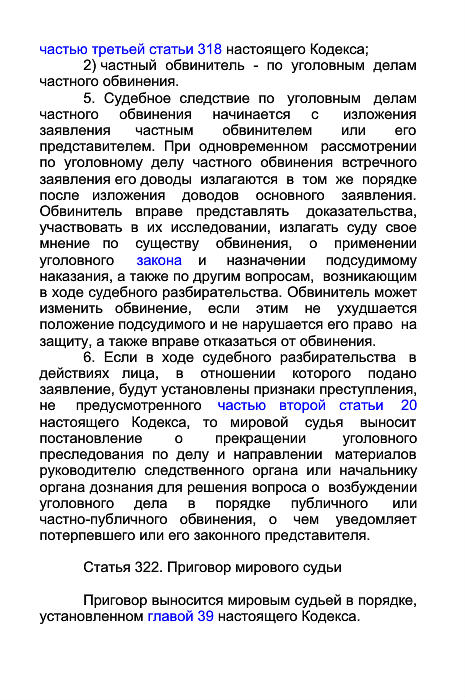 частью третьей статьи 318 настоящего Кодекса;
2) частный обвинитель - по уголовным делам
частного обвинения.
5. Судебное следствие по уголовным делам
частного обвинения начинается с изложения
заявления частным обвинителем или его
представителем. При одновременном рассмотрении
по уголовному делу частного обвинения встречного
заявления его доводы излагаются в том же порядке
после изложения доводов основного заявления.
Обвинитель вправе представлять доказательства,
участвовать в их исследовании, излагать суду свое
мнение по существу обвинения, о применении
уголовного закона и назначении подсудимому
наказания, а также по другим вопросам, возникающим
в ходе судебного разбирательства. Обвинитель может
изменить обвинение, если этим не ухудшается
положение подсудимого и не нарушается его право на
защиту, а также вправе отказаться от обвинения.
6. Если в ходе судебного разбирательства в
действиях лица, в отношении которого подано
заявление, будут установлены признаки преступления,
не предусмотренного частью второй статьи 20
настоящего Кодекса, то мировой судья выносит
постановление о прекращении уголовного
преследования по делу и направлении материалов
руководителю следственного органа или начальнику
органа дознания для решения вопроса о возбуждении
уголовного дела в порядке публичного или
частно-публичного обвинения, о чем уведомляет
потерпевшего или его законного представителя.
Статья 322. Приговор мирового судьи
Приговор выносится мировым судьей в порядке,
установленном главой 39 настоящего Кодекса.